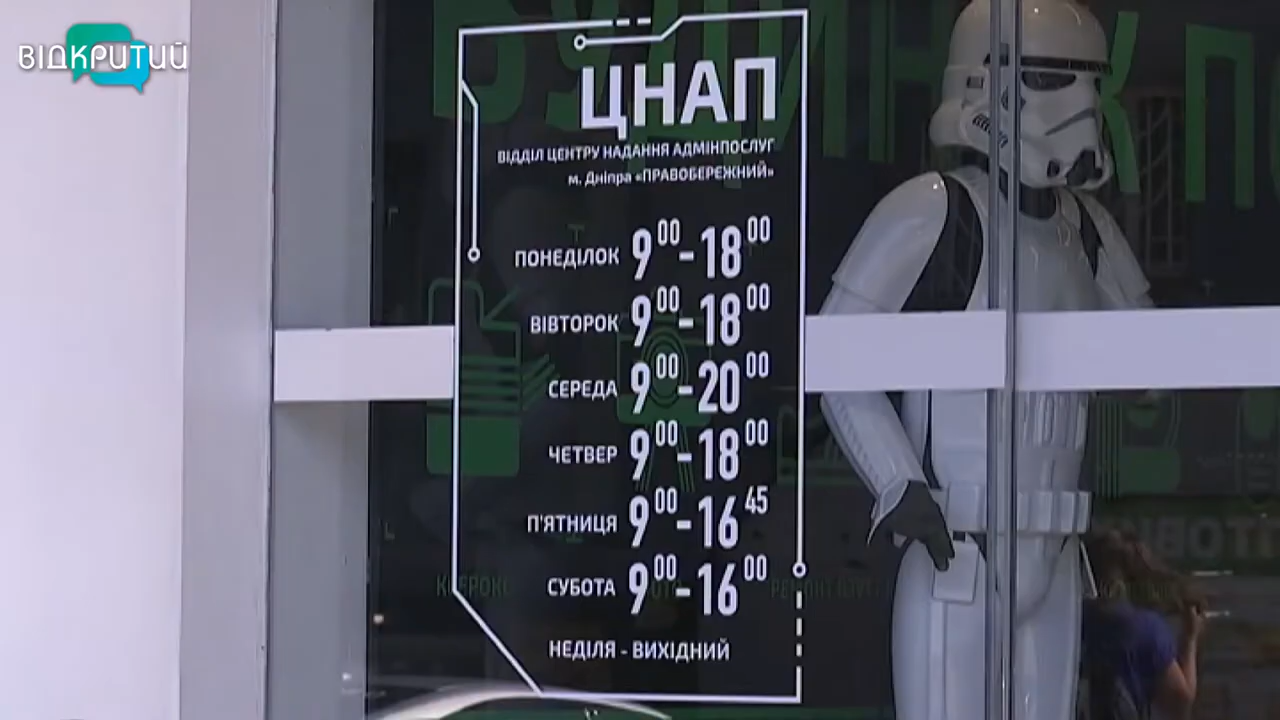 ВІДКРИТИЙ
ЦНАП
ВІДДІЛ ЦЕНТРУ НАДАННЯ АДМІНПОСЛУГ
м. Дніпра «ПРАВОБЕРЕЖНИЙ»
ПОНЕДІЛОК 9⁰⁰-18⁰⁰
ВІВТОРОК 9⁰⁰-18⁰⁰
СЕРЕДА 9⁰⁰-20⁰⁰
ЧЕТВЕР 9⁰⁰-18⁰⁰
П'ЯТНИЦЯ 9⁰⁰-16⁴⁵
СУБОТА 9⁰⁰-16⁰⁰
НЕДІЛЯ - ВИХІДНИЙ